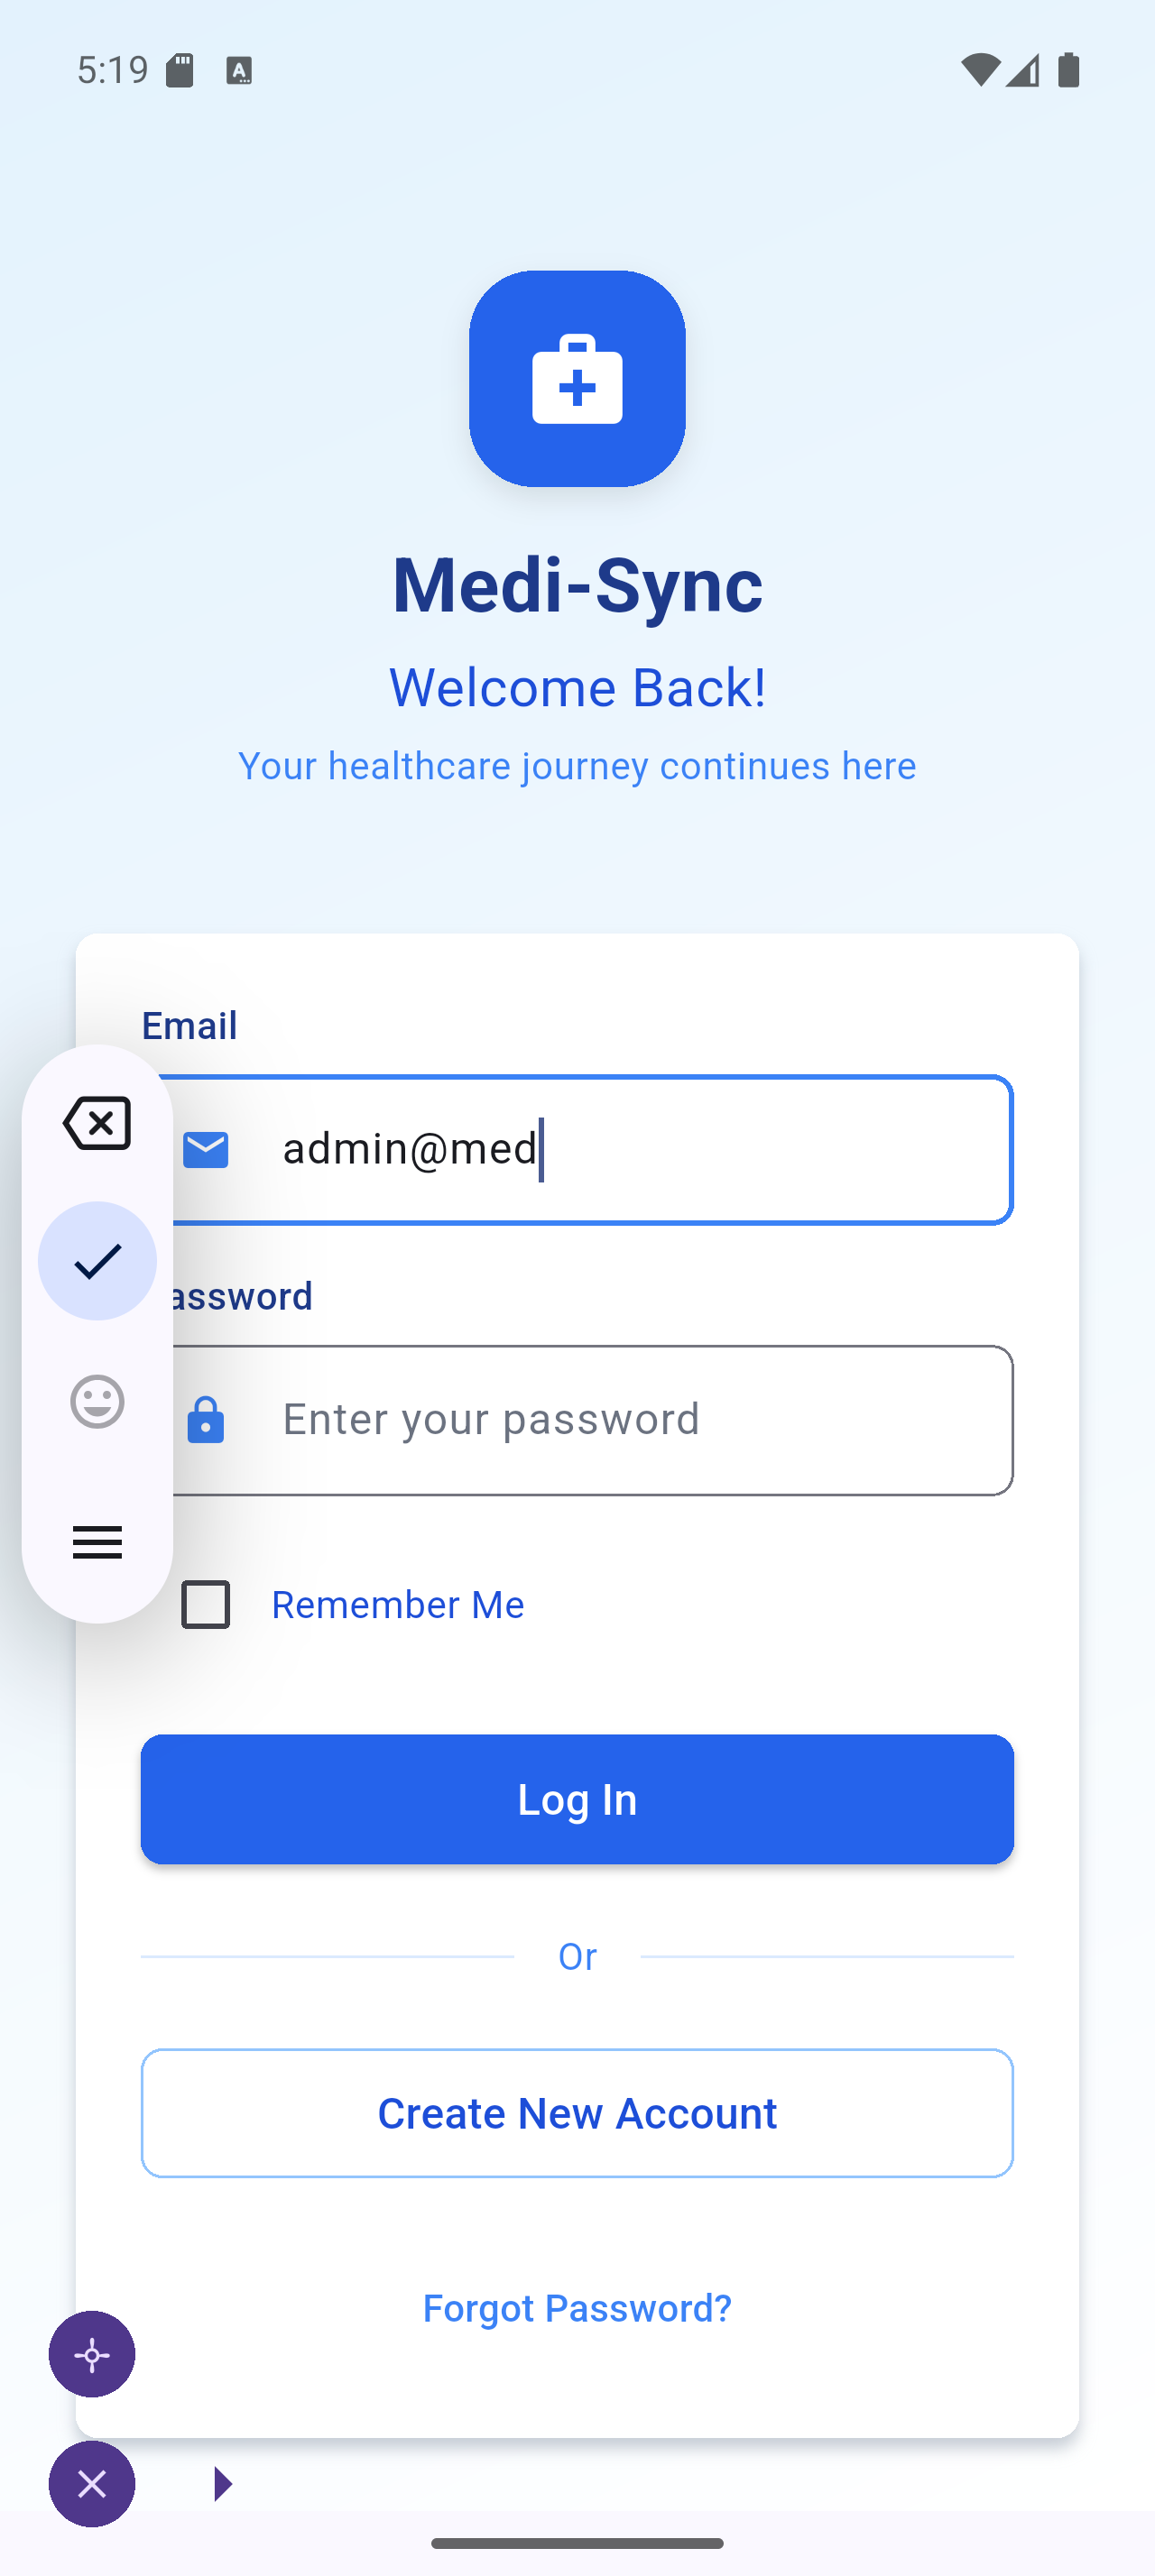 5:19
Medi-Sync
Welcome Back!
Your healthcare journey continues here
Email
admin@med
assword
Enter your password
Remember Me
Log In
Or
Create New Account
Forgot Password?